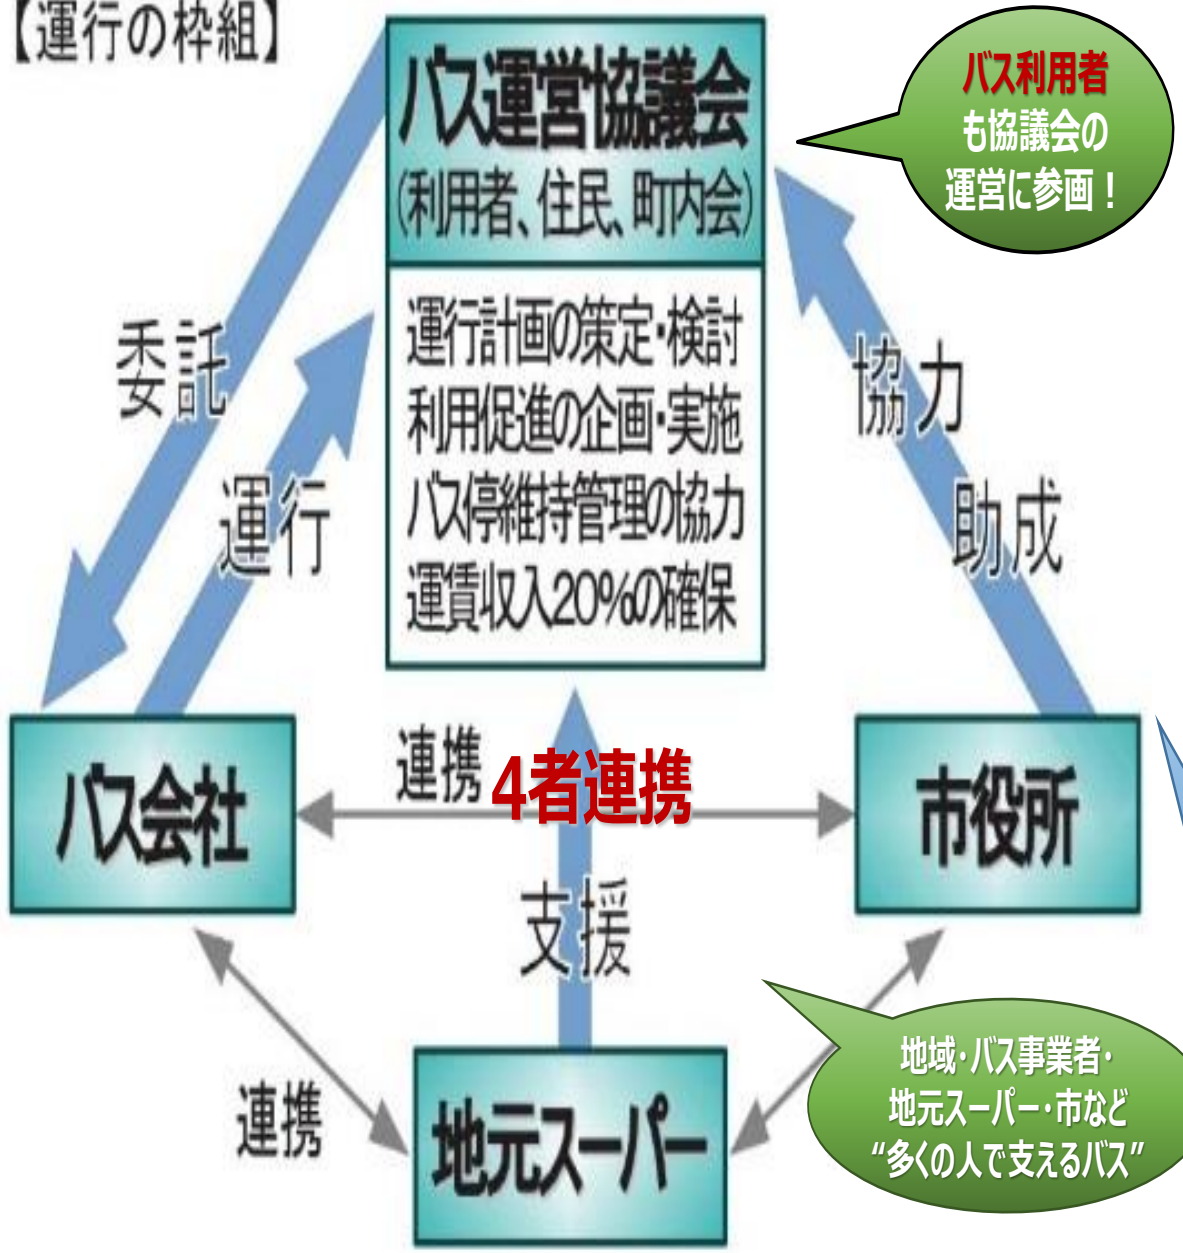 【運行の枠組】
バス運営協議会
(利用者、住民、町内会)
バス利用者
も協議会の
運営に参画！
運行計画の策定・検討
利用促進の企画・実施
バス停維持管理の協力
運賃収入20%の確保
委託
運行
協力
助成
連携
4者連携
バス会社
市役所
支援
連携
地元スーパー
地域・バス事業者・
地元スーパー・市など
“多くの人で支えるバス”